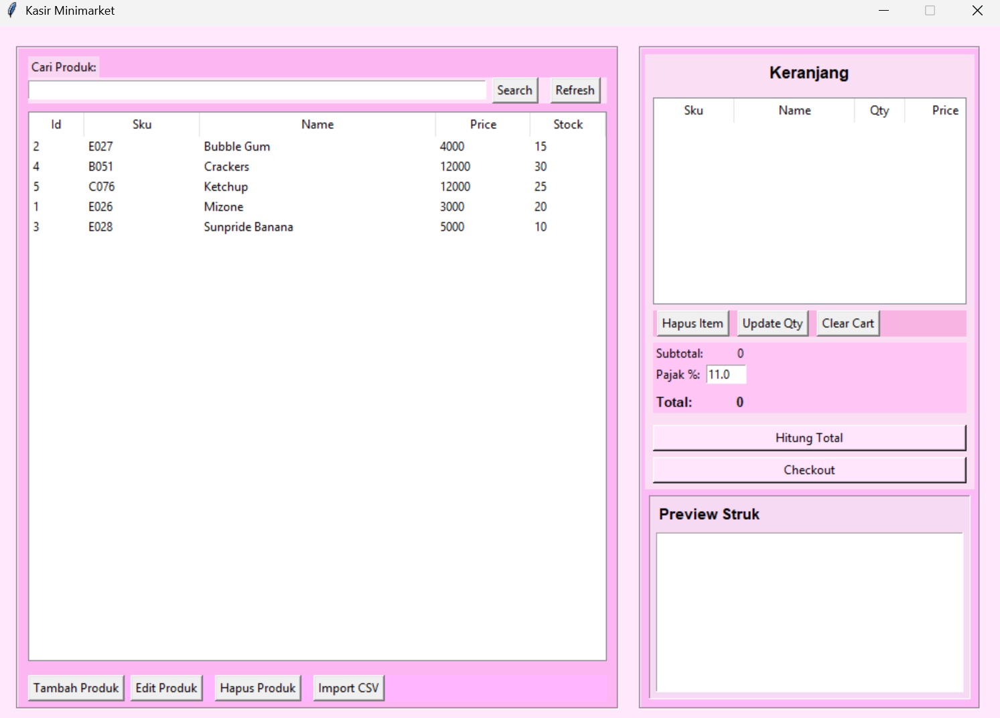 Kasir Minimarket
Cari Produk:
Search Refresh
Id Sku Name Price Stock
2 E027 Bubble Gum 4000 15
4 B051 Crackers 12000 30
5 C076 Ketchup 12000 25
1 E026 Mizone 3000 20
3 E028 Sunpride Banana 5000 10
Tambah Produk Edit Produk Hapus Produk Import CSV
Keranjang
Sku Name Qty Price
Hapus Item Update Qty Clear Cart
Subtotal: 0
Pajak %: 11.0
Total: 0
Hitung Total
Checkout
Preview Struk